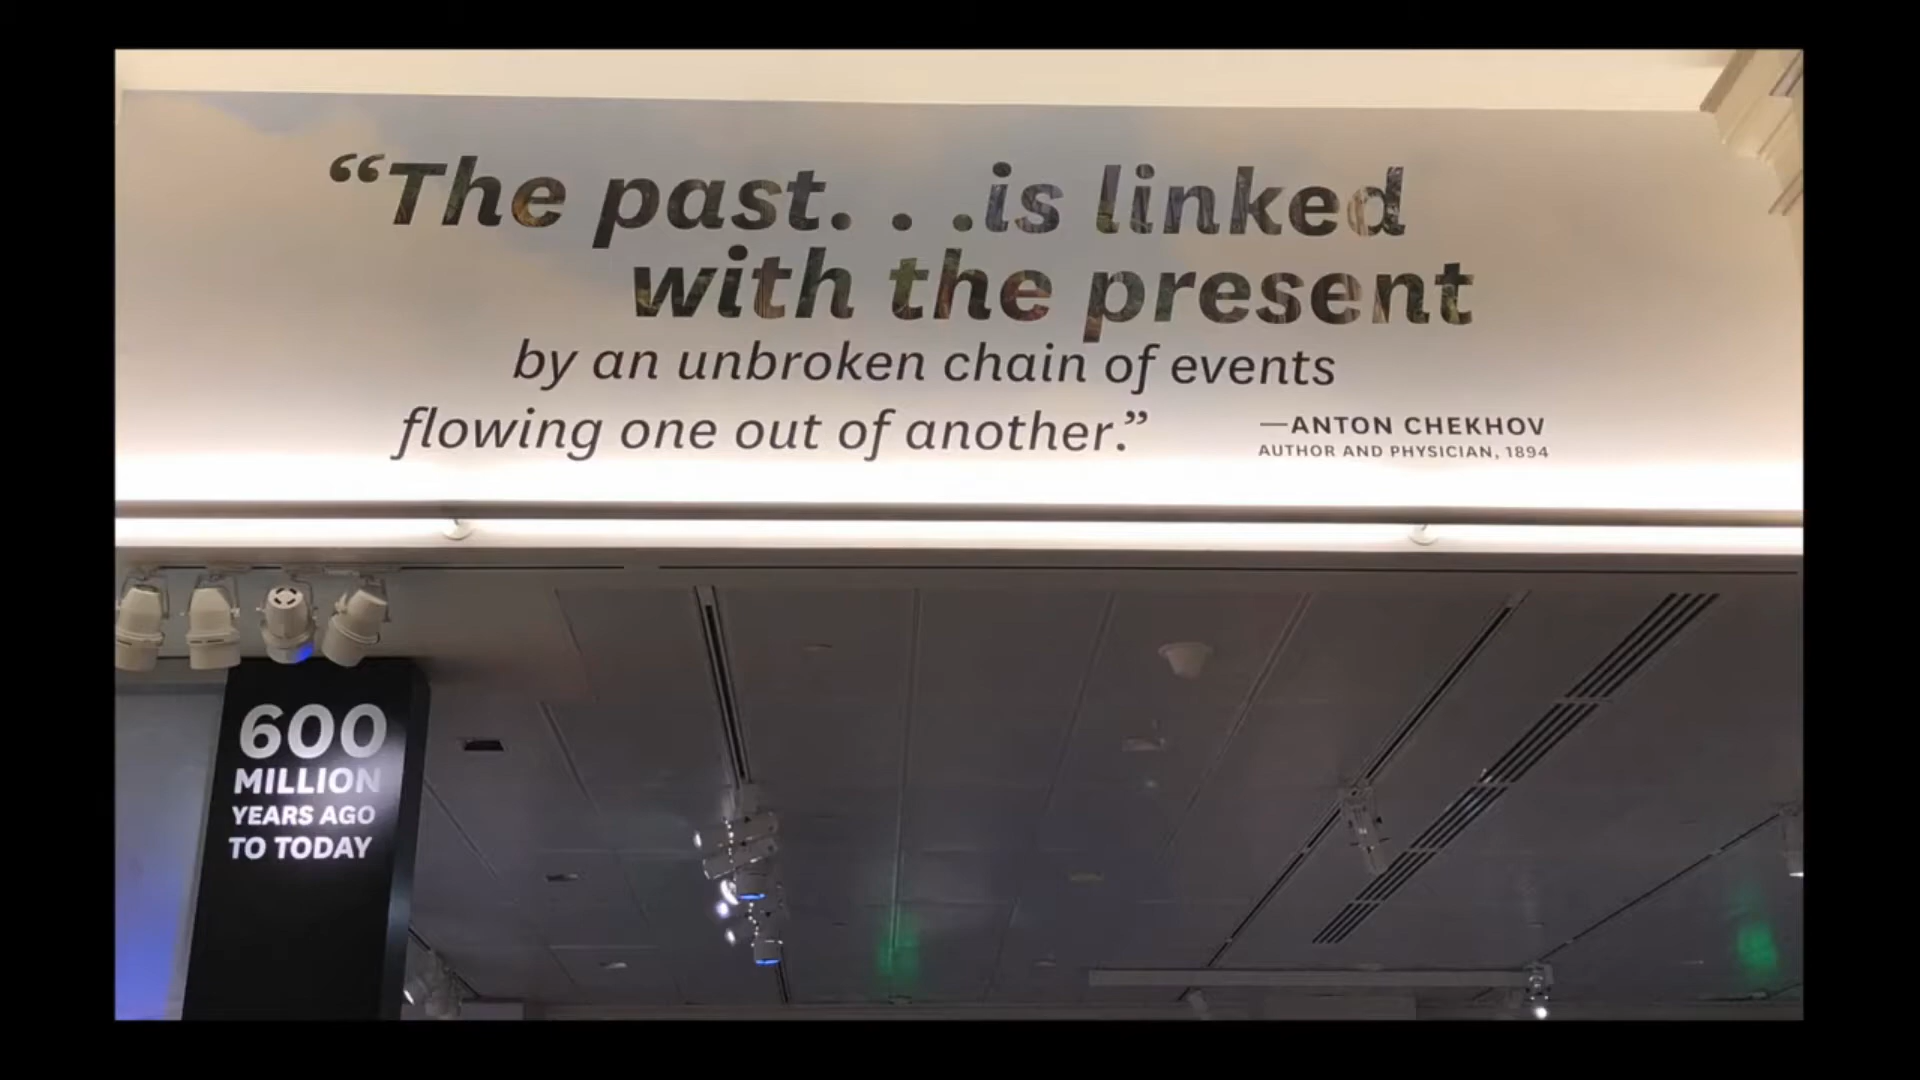 “The past. . .is linked
with the present
by an unbroken chain of events
flowing one out of another.”
—ANTON CHEKHOV
AUTHOR AND PHYSICIAN, 1894
600
MILLION
YEARS AGO
TO TODAY